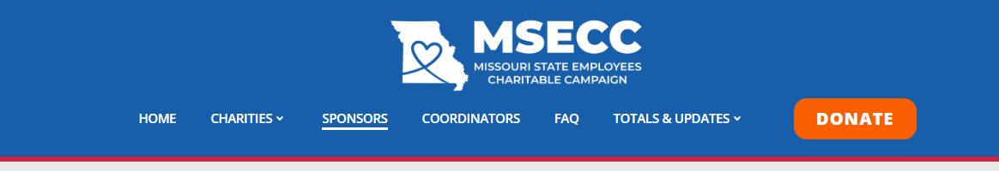 MSECC
MISSOURI STATE EMPLOYEES
CHARITABLE CAMPAIGN
HOME CHARITIES SPONSORS COORDINATORS FAQ TOTALS & UPDATES DONATE